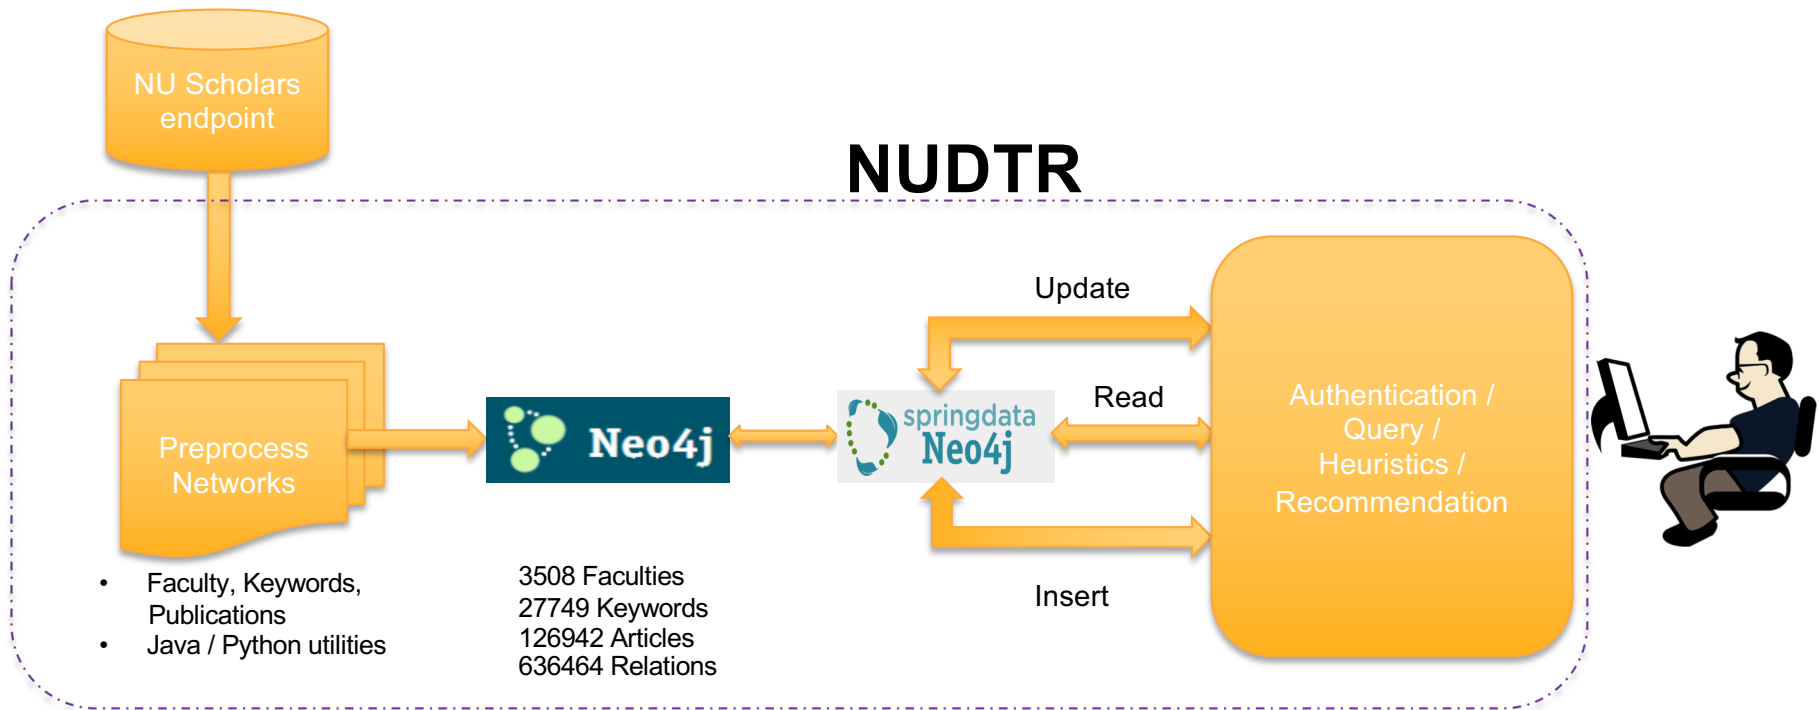 NU Scholars
endpoint
NUDTR
Preprocess
Networks
• Faculty, Keywords,
Publications
• Java / Python utilities
Neo4j
3508 Faculties
27749 Keywords
126942 Articles
636464 Relations
springdata
Neo4j
Update
Read
Insert
Authentication /
Query /
Heuristics /
Recommendation